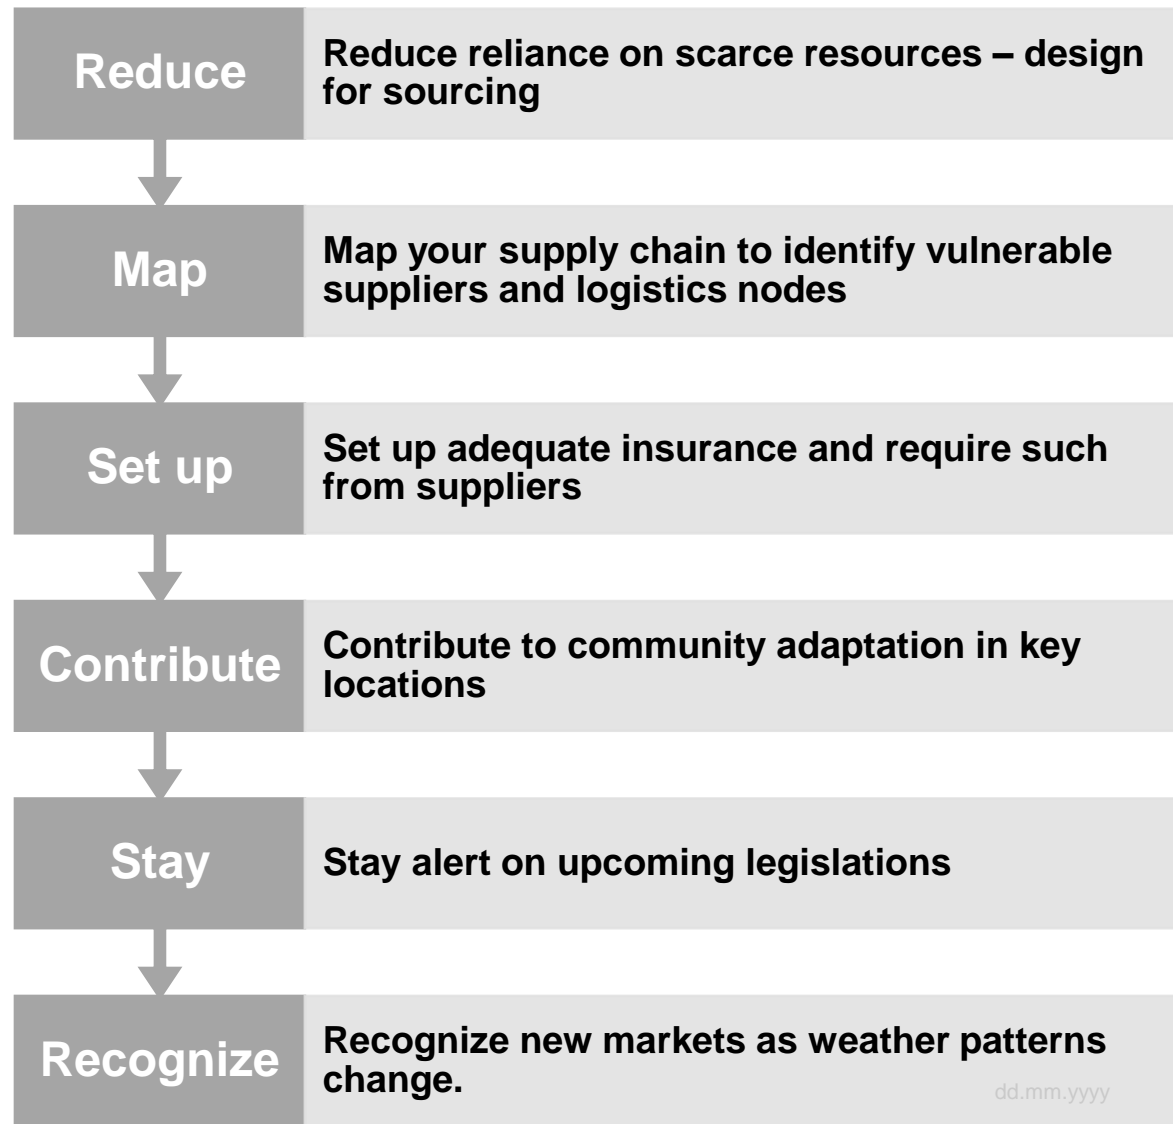 Reduce
Reduce reliance on scarce resources – design
for sourcing
Map
Map your supply chain to identify vulnerable
suppliers and logistics nodes
Set up
Set up adequate insurance and require such
from suppliers
Contribute
Contribute to community adaptation in key
locations
Stay
Stay alert on upcoming legislations
Recognize
Recognize new markets as weather patterns
change.
dd.mm.yyyy